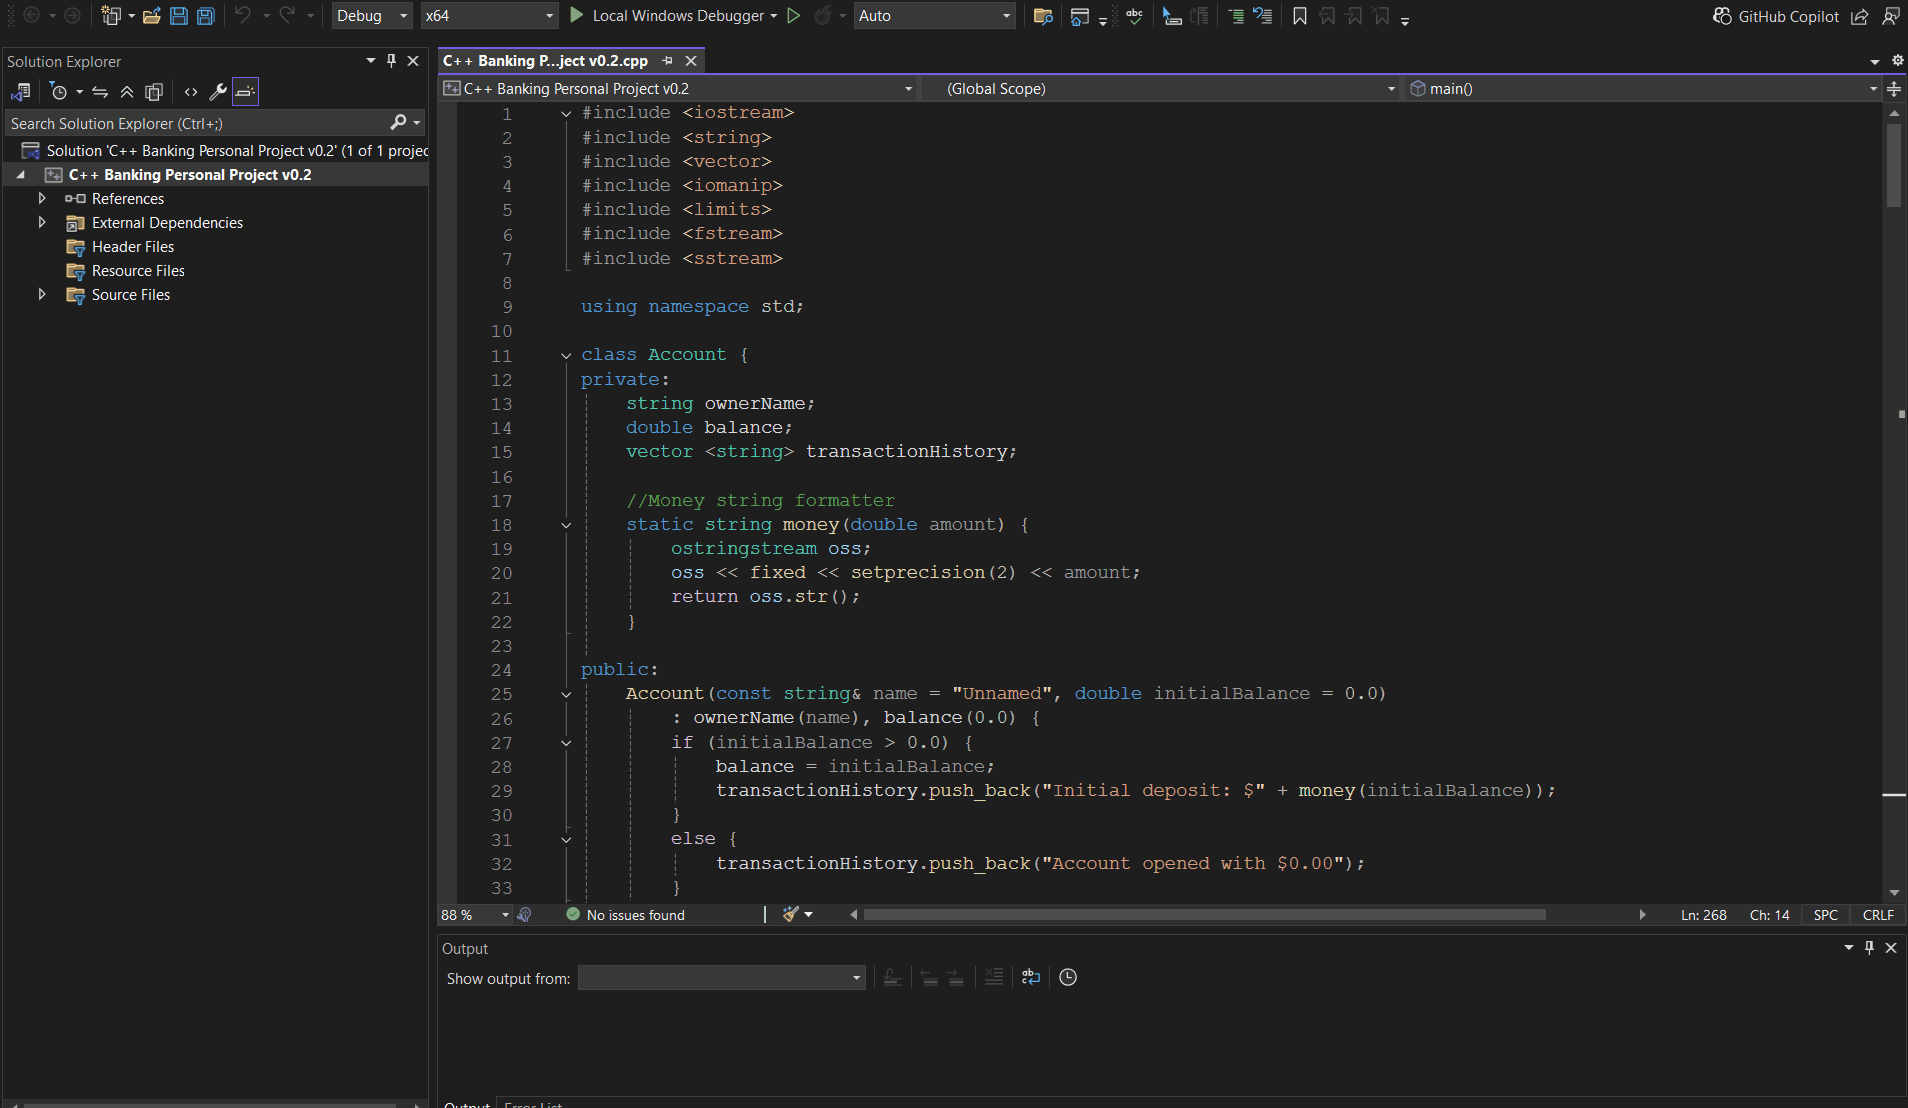 Debug x64 Local Windows Debugger Auto GitHub Copilot
Solution Explorer
Search Solution Explorer (Ctrl+;)
Solution 'C++ Banking Personal Project v0.2' (1 of 1 projec
C++ Banking Personal Project v0.2
References
External Dependencies
Header Files
Resource Files
Source Files
C++ Banking P...ject v0.2.cpp
C++ Banking Personal Project v0.2 (Global Scope) main()
1 #include <iostream>
2 #include <string>
3 #include <vector>
4 #include <iomanip>
5 #include <limits>
6 #include <fstream>
7 #include <sstream>
8
9 using namespace std;
10
11 class Account {
12 private:
13     string ownerName;
14     double balance;
15     vector <string> transactionHistory;
16
17     //Money string formatter
18     static string money(double amount) {
19         ostringstream oss;
20         oss << fixed << setprecision(2) << amount;
21         return oss.str();
22     }
23
24 public:
25     Account(const string& name = "Unnamed", double initialBalance = 0.0)
26         : ownerName(name), balance(0.0) {
27         if (initialBalance > 0.0) {
28             balance = initialBalance;
29             transactionHistory.push_back("Initial deposit: $" + money(initialBalance));
30         }
31         else {
32             transactionHistory.push_back("Account opened with $0.00");
33         }
88 % No issues found Ln: 268 Ch: 14 SPC CRLF
Output
Show output from:
Output Error List